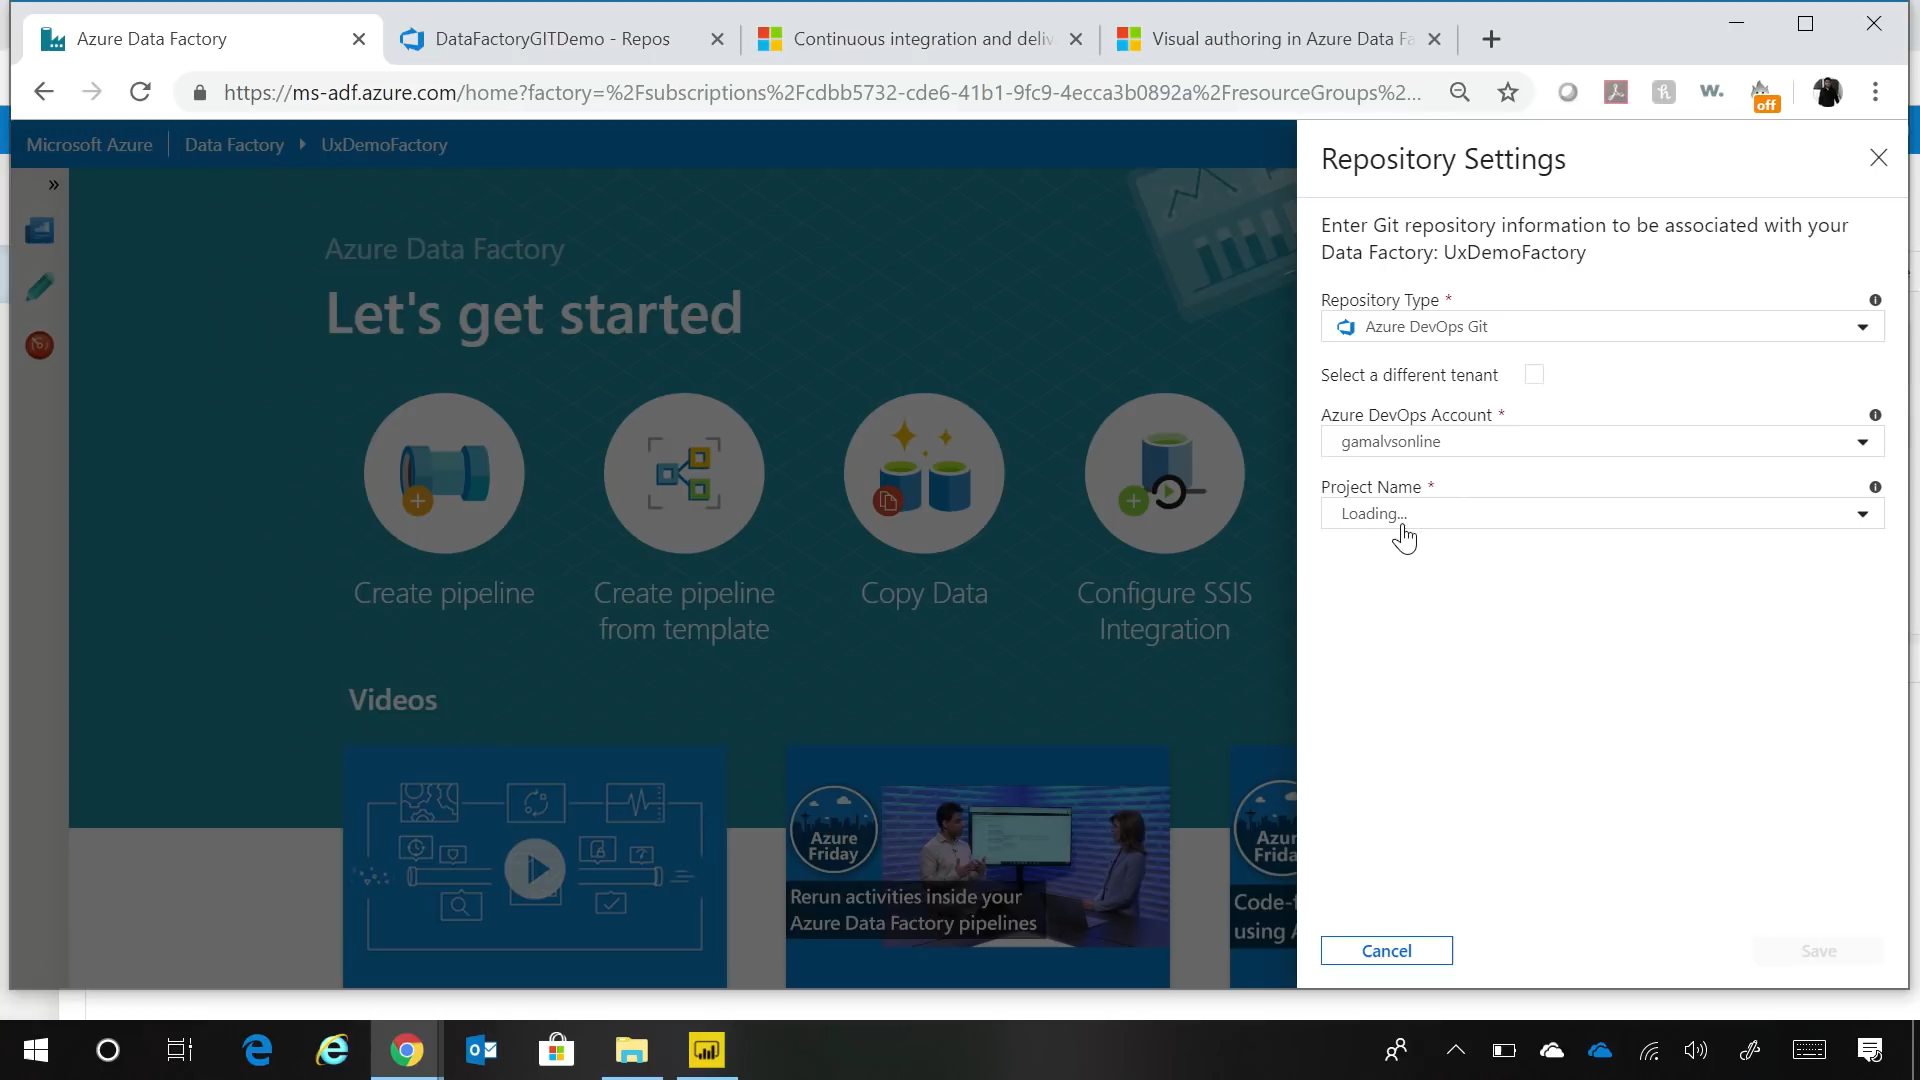 Azure Data Factory
DataFactoryGITDemo - Repos
Continuous integration and deliv
Visual authoring in Azure Data Fa
https://ms-adf.azure.com/home?factory=%2Fsubscriptions%2Fcdbb5732-cde6-41b1-9fc9-4ecca3b0892a%2FresourceGroups%2...
w.
off
Microsoft Azure
Data Factory
UxDemoFactory
Azure Data Factory
Let's get started
Create pipeline
Create pipeline
from template
Copy Data
Configure SSIS
Integration
Videos
Azure
Friday
Rerun activities inside your
Azure Data Factory pipelines
Azur
Frida
Code-f
using A
Repository Settings
Enter Git repository information to be associated with your
Data Factory: UxDemoFactory
Repository Type *
Azure DevOps Git
Select a different tenant
Azure DevOps Account *
gamalvsonline
Project Name *
Loading...
Cancel
Save